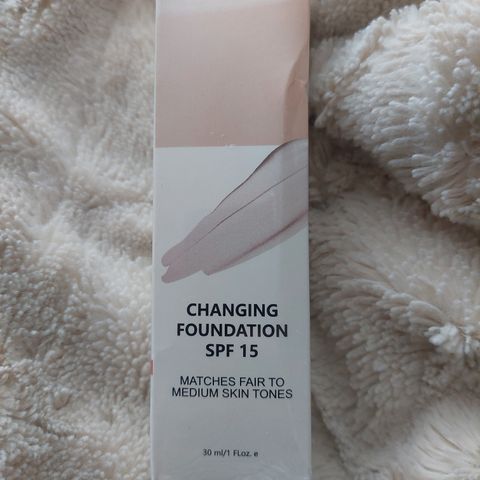 CHANGING
FOUNDATION
SPF 15
MATCHES FAIR TO
MEDIUM SKIN TONES
30 ml/1 FLoz. e